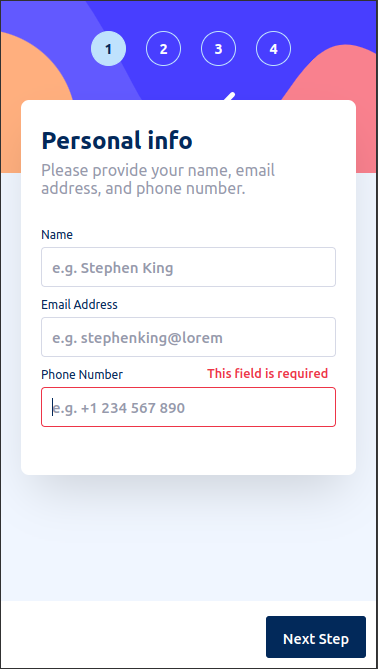 1 2 3 4
Personal info
Please provide your name, email
address, and phone number.
Name
e.g. Stephen King
Email Address
e.g. stephenking@lorem
Phone Number This field is required
e.g. +1 234 567 890
Next Step